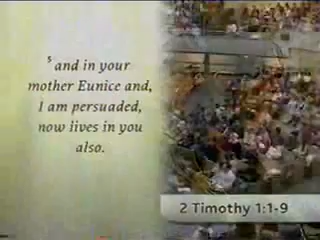 5 and in your
mother Eunice and,
I am persuaded,
now lives in you
also.
2 Timothy 1:1-9